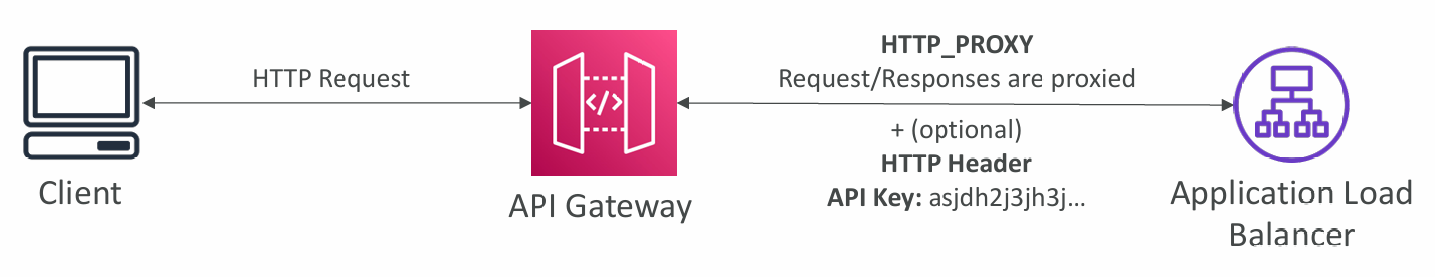 HTTP Request
Client
</>
API Gateway
HTTP_PROXY
Request/Responses are proxied
+ (optional)
HTTP Header
API Key: asjdh2j3jh3j...
Application Load
Balancer